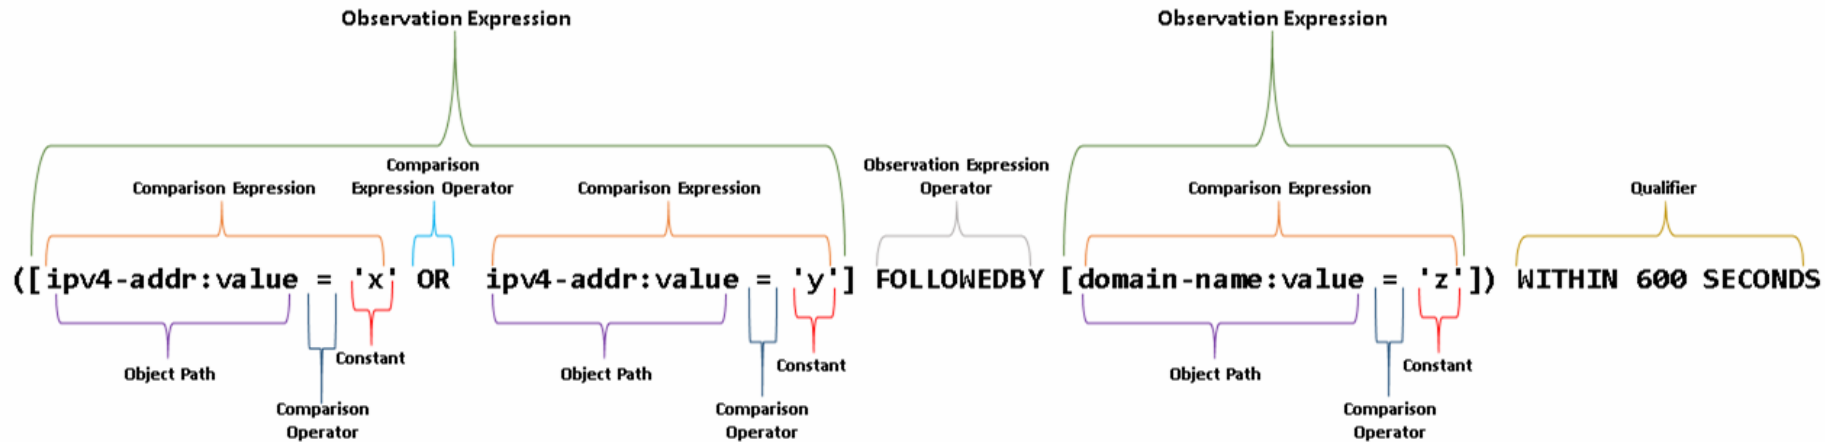 Observation Expression
Observation Expression
Comparison Expression
Comparison
Expression Operator
Comparison Expression
Observation Expression
Operator
Comparison Expression
Qualifier
([ipv4-addr:value = 'x' OR ipv4-addr:value = 'y'] FOLLOWEDBY [domain-name:value = 'z']) WITHIN 600 SECONDS
Object Path
Comparison
Operator
Constant
Object Path
Comparison
Operator
Constant
Object Path
Comparison
Operator
Constant